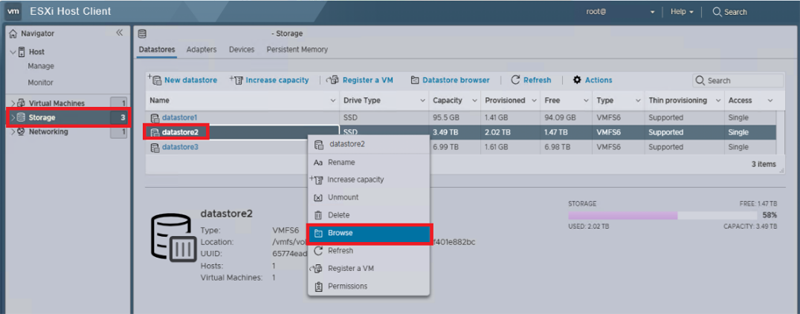 vm ESXi Host Client root@ Help Search
Navigator
Host
Manage
Monitor
Virtual Machines 1
Storage 3
Networking 1
- Storage
Datastores Adapters Devices Persistent Memory
New datastore Increase capacity Register a VM Datastore browser Refresh Actions Search
Name Drive Type Capacity Provisioned Free Type Thin provisioning Access
datastore1 SSD 95.5 GB 1.41 GB 94.09 GB VMFS6 Supported Single
datastore2 SSD 3.49 TB 2.02 TB 1.47 TB VMFS6 Supported Single
datastore3 6.99 TB 1.61 GB 6.98 TB VMFS6 Supported Single
3 items
datastore2
Rename
Increase capacity
Unmount
Delete
Browse
Refresh
Register a VM
Permissions
datastore2
Type: VMFS6
Location: /vmfs/vo f401e882bc
UUID: 65774ead
Hosts: 1
Virtual Machines: 1
STORAGE FREE: 1.47 TB
58%
USED: 2.02 TB CAPACITY: 3.49 TB